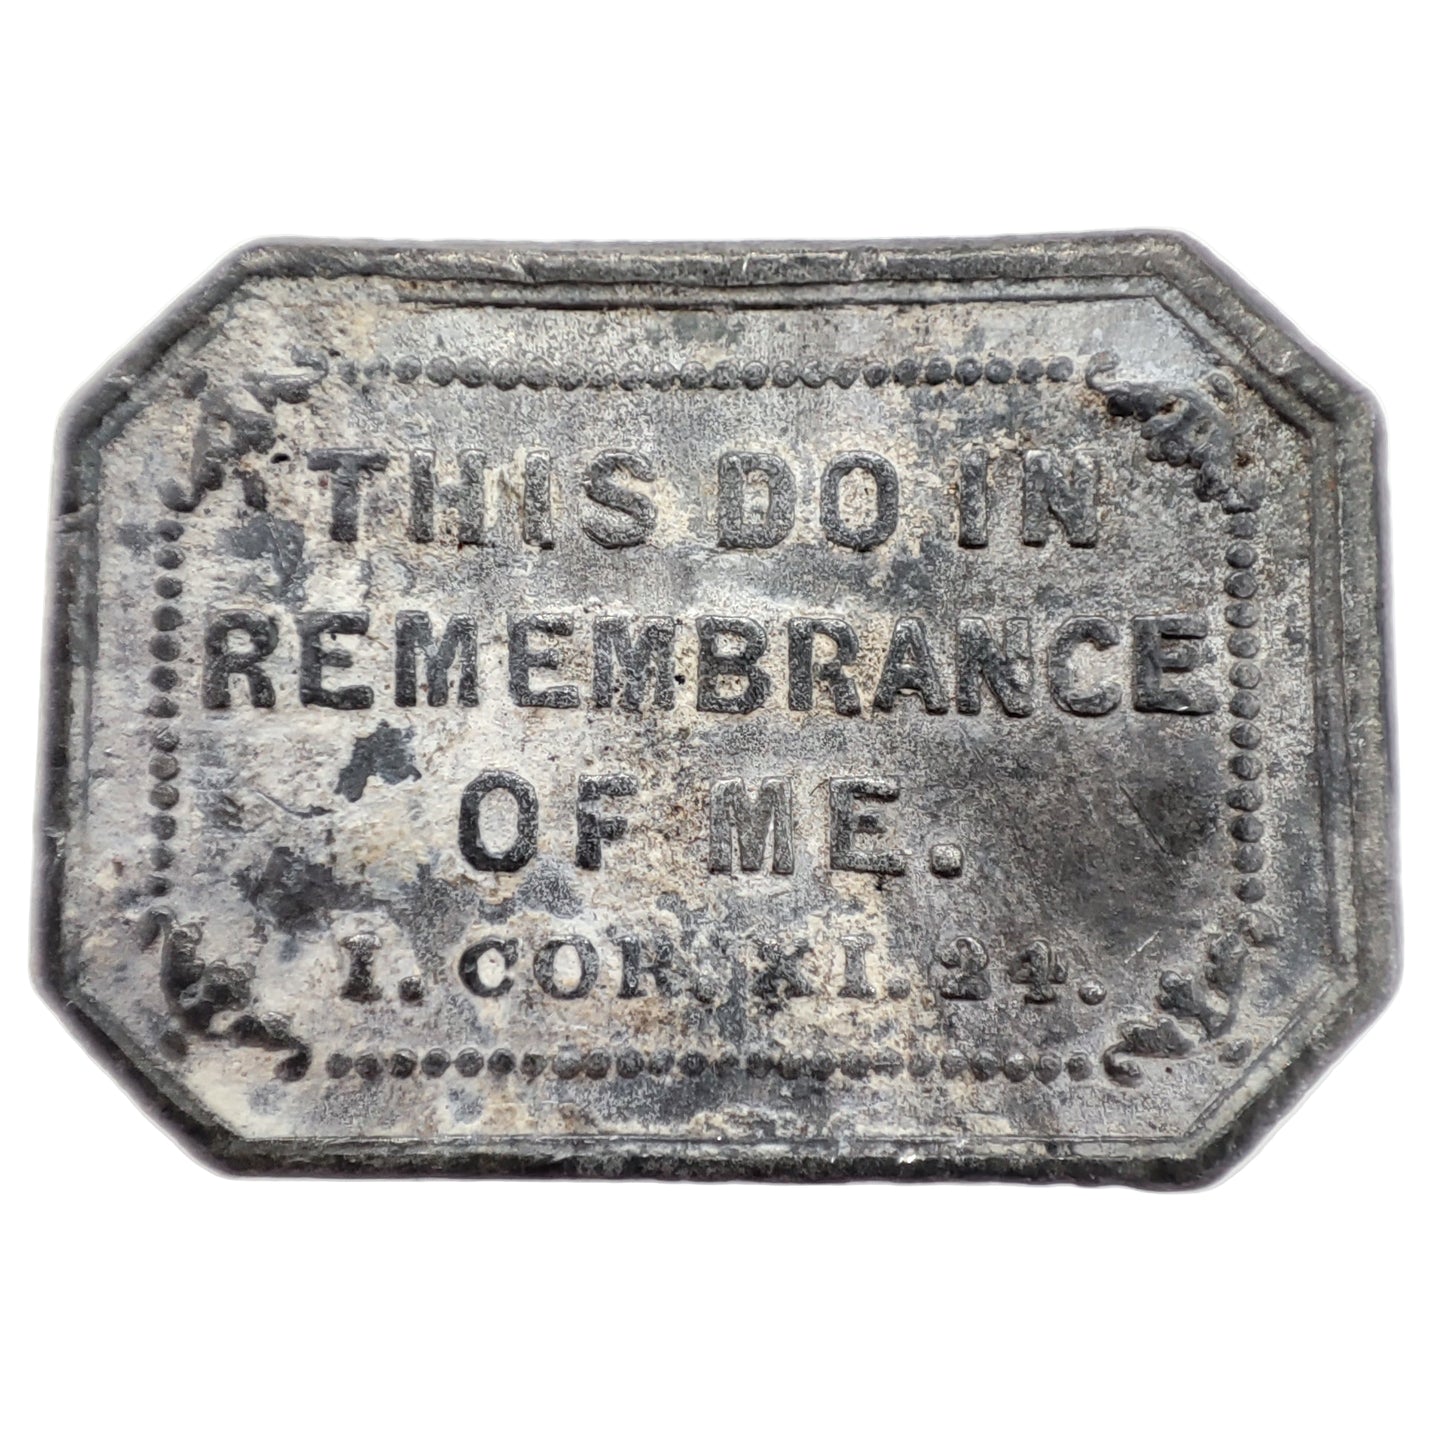 THIS DO IN
REMEMBRANCE
OF ME.
I. COR. XI. 24.